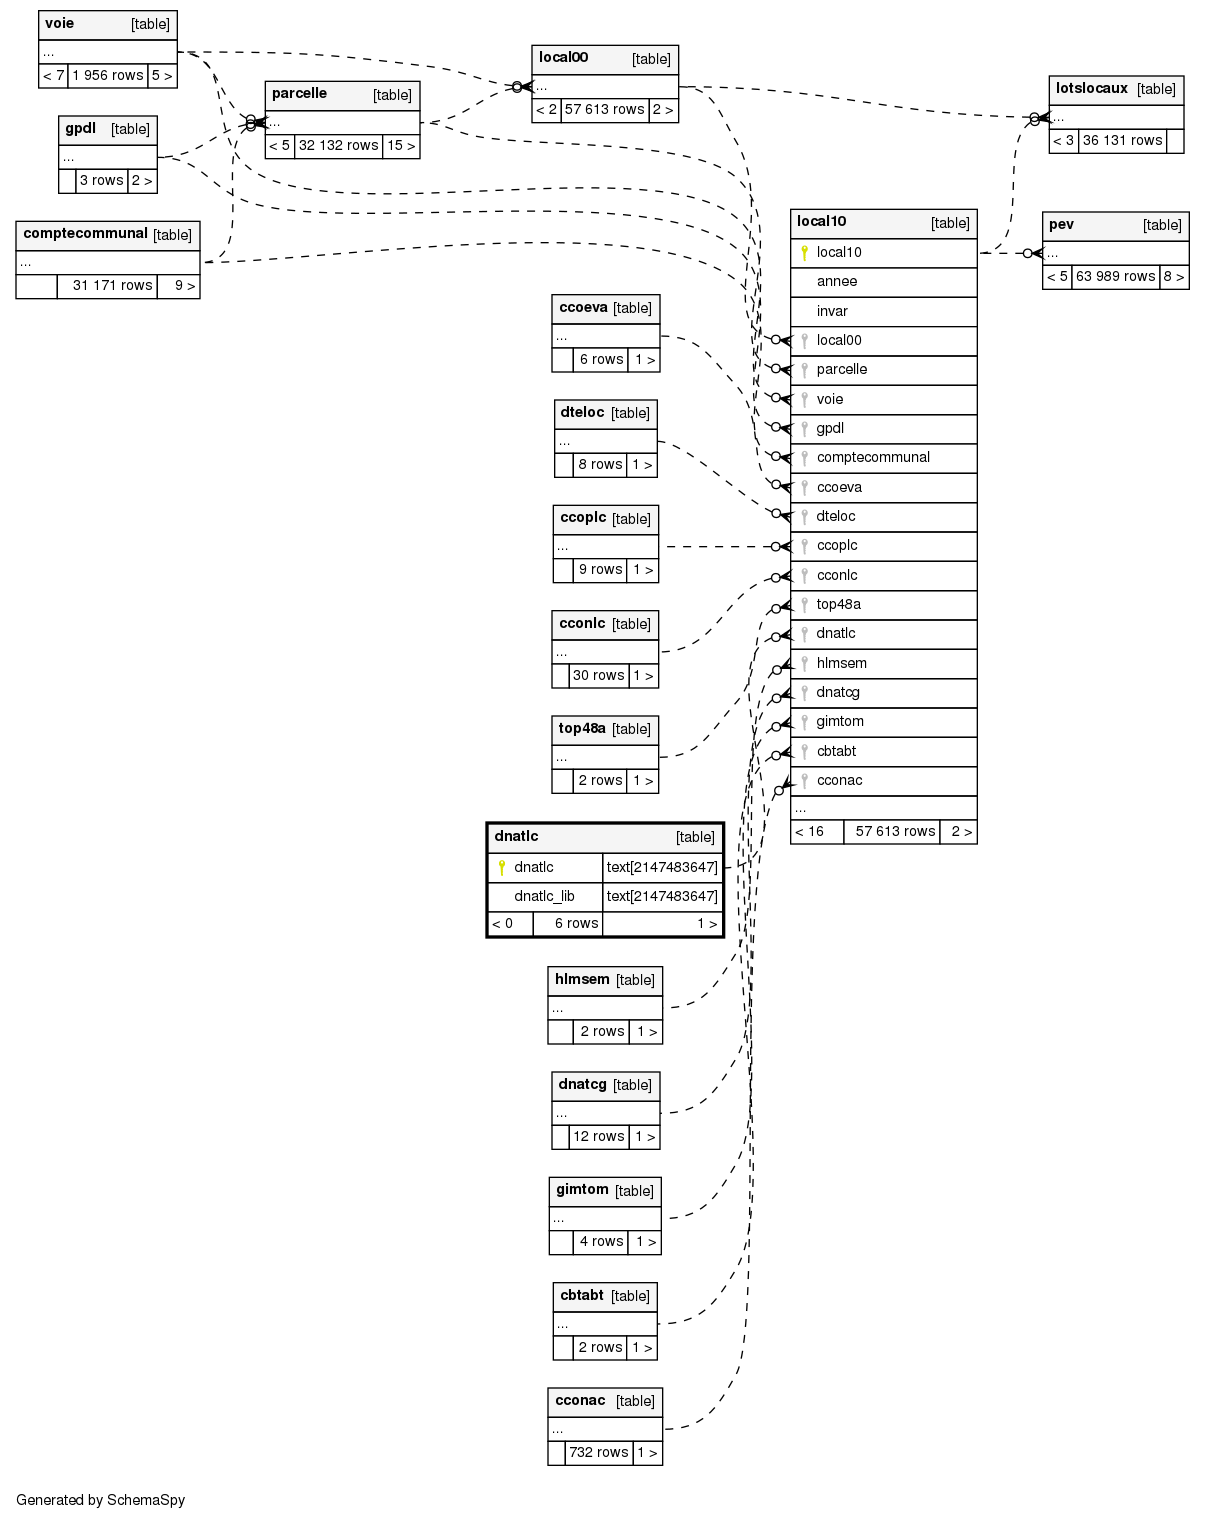 voie [table]
...
< 7 1 956 rows 5 >
local00 [table]
...
< 2 57 613 rows 2 >
lotslocaux [table]
...
< 3 36 131 rows
parcelle [table]
...
< 5 32 132 rows 15 >
gpdl [table]
...
3 rows 2 >
comptecommunal [table]
...
31 171 rows 9 >
local10 [table]
local10
annee
invar
local00
parcelle
voie
gpdl
comptecommunal
ccoeva
dteloc
ccoplc
cconlc
top48a
dnatlc
hlmsem
dnatcg
gimtom
cbtabt
cconac
...
< 16 57 613 rows 2 >
pev [table]
...
< 5 63 989 rows 8 >
ccoeva [table]
...
6 rows 1 >
dteloc [table]
...
8 rows 1 >
ccoplc [table]
...
9 rows 1 >
cconlc [table]
...
30 rows 1 >
top48a [table]
...
2 rows 1 >
dnatlc [table]
dnatlc text[2147483647]
dnatlc_lib text[2147483647]
< 0 6 rows 1 >
hlmsem [table]
...
2 rows 1 >
dnatcg [table]
...
12 rows 1 >
gimtom [table]
...
4 rows 1 >
cbtabt [table]
...
2 rows 1 >
cconac [table]
...
732 rows 1 >
Generated by SchemaSpy